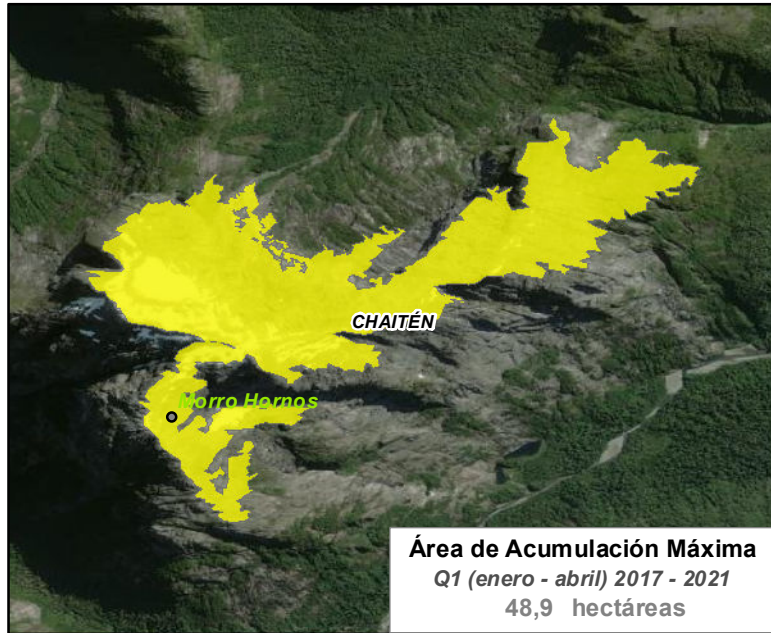 CHAITÉN
Morro Hornos
Área de Acumulación Máxima
Q1 (enero - abril) 2017 - 2021
48,9 hectáreas